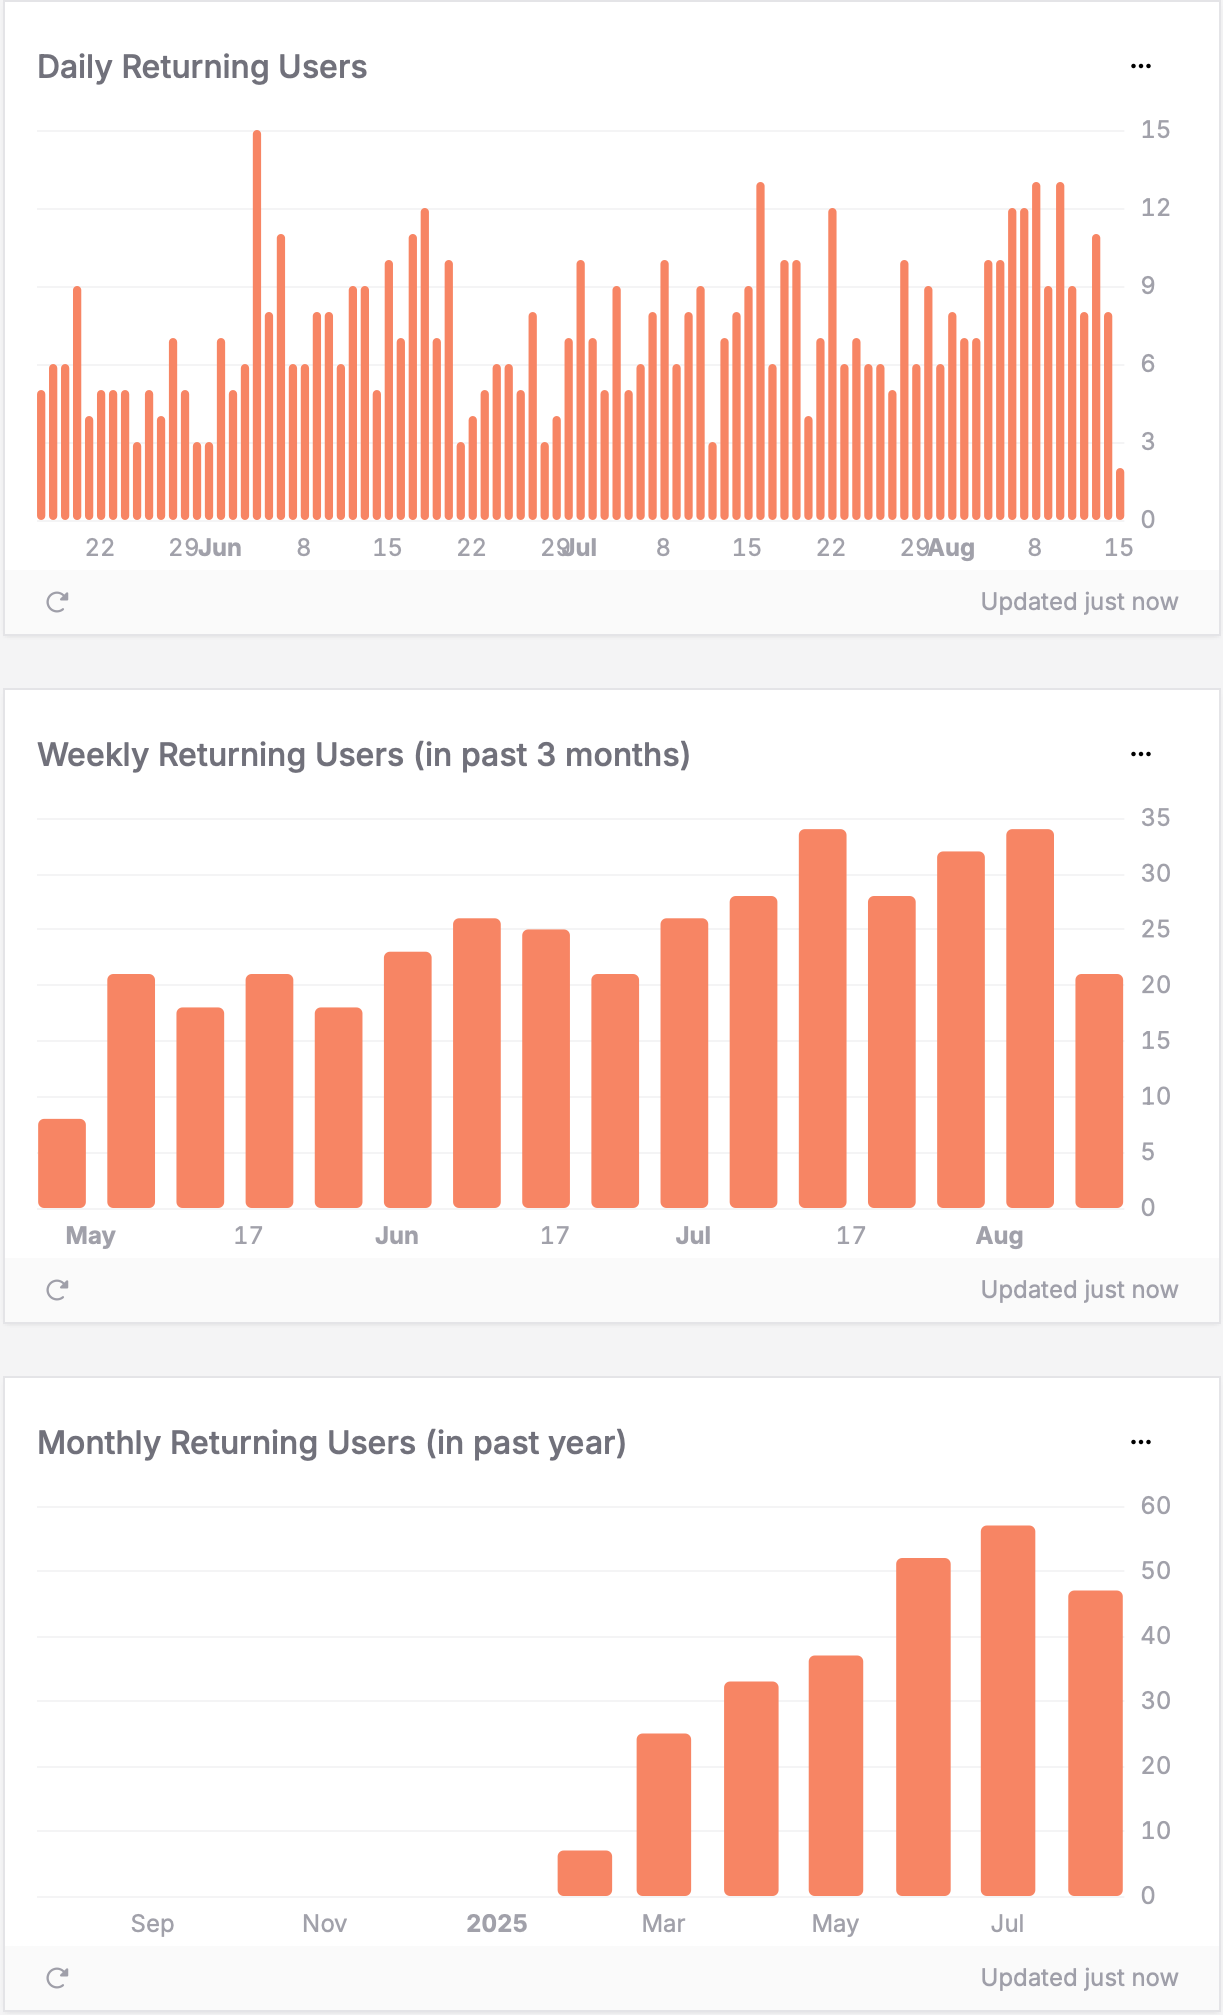 Daily Returning Users
...
15
12
9
6
3
0
22 29 Jun 8 15 22 29 Jul 8 15 22 29 Aug 8 15
Updated just now
Weekly Returning Users (in past 3 months)
...
35
30
25
20
15
10
5
0
May 17 Jun 17 Jul 17 Aug
Updated just now
Monthly Returning Users (in past year)
...
60
50
40
30
20
10
0
Sep Nov 2025 Mar May Jul
Updated just now